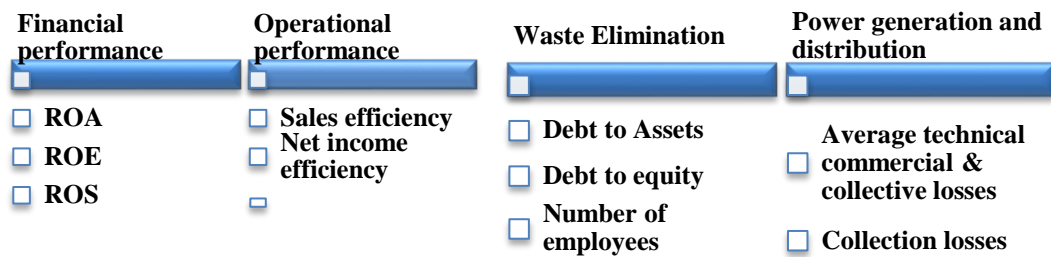 Financial
performance
ROA
ROE
ROS
Operational
performance
Sales efficiency
Net income
efficiency
Waste Elimination
Debt to Assets
Debt to equity
Number of
employees
Power generation and
distribution
Average technical
commercial &
collective losses
Collection losses